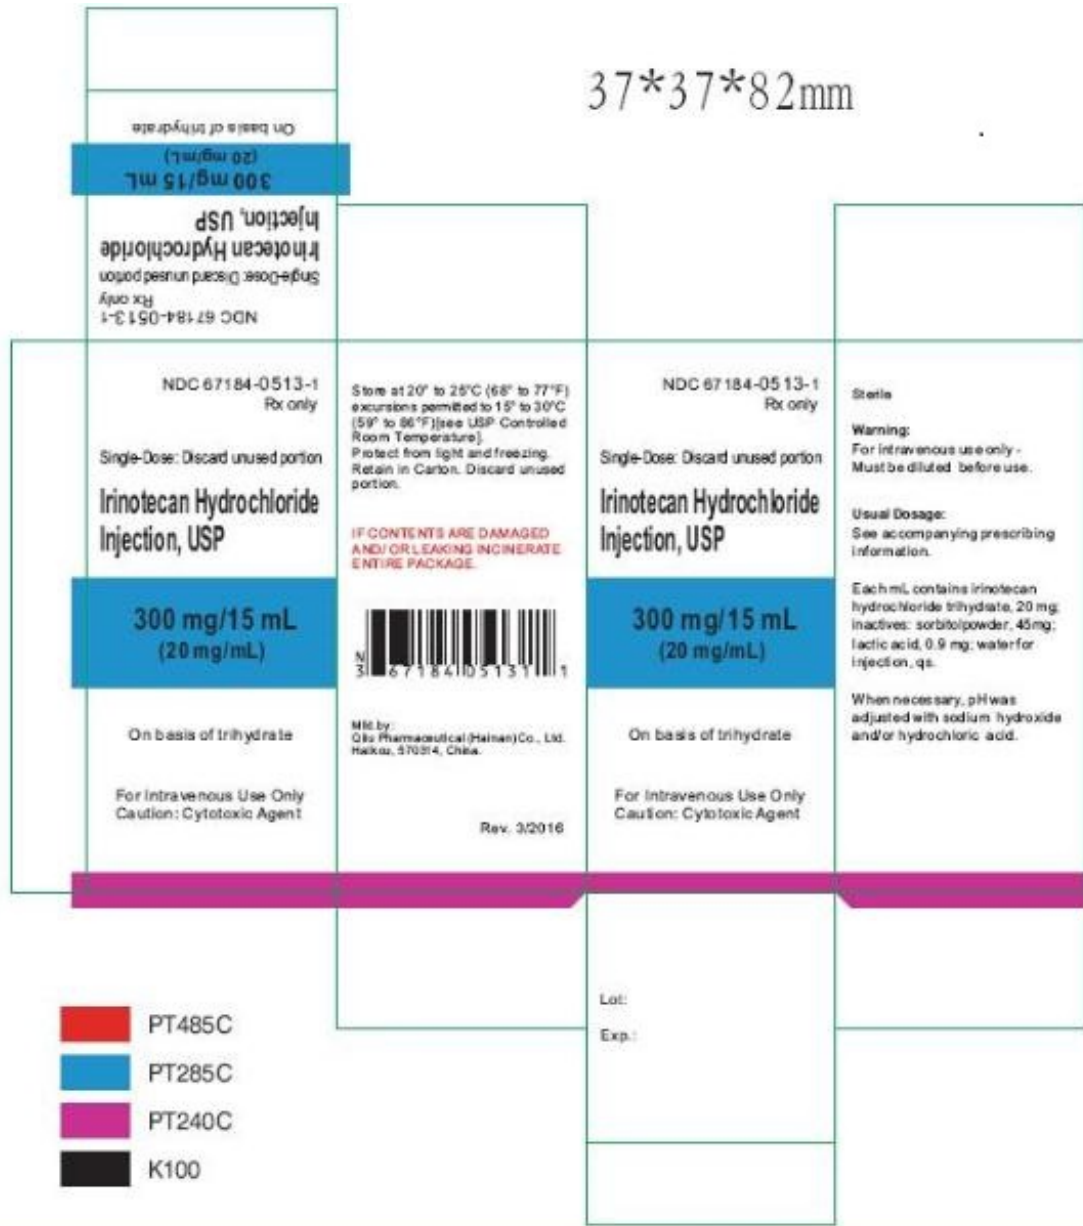 37*37*82mm
On basis of trihydrate
(20 mg/mL)
300 mg/15 mL
Injection, USP
Irinotecan Hydrochloride
Single-Dose: Discard unused portion
Rx only
NDC 67184-0513-1
NDC 67184-0513-1
Rx only
Single-Dose: Discard unused portion
Irinotecan Hydrochloride
Injection, USP
300 mg/15 mL
(20 mg/mL)
On basis of trihydrate
For Intravenous Use Only
Caution: Cytotoxic Agent
Store at 20° to 25°C (68° to 77°F)
excursions permitted to 15° to 30°C
(59° to 86°F)[see USP Controlled
Room Temperature].
Protect from light and freezing.
Retain in Carton. Discard unused
portion.
IF CONTENTS ARE DAMAGED
AND/OR LEAKING INCINERATE
ENTIRE PACKAGE.
N
3 67184 05131 1
Mfd.by:
Qilu Pharmaceutical (Hainan) Co., Ltd.
Haikou, 570314, China.
Rev. 3/2016
NDC 67184-0513-1
Rx only
Single-Dose: Discard unused portion
Irinotecan Hydrochloride
Injection, USP
300 mg/15 mL
(20 mg/mL)
On basis of trihydrate
For Intravenous Use Only
Caution: Cytotoxic Agent
Sterile
Warning:
For intravenous use only -
Must be diluted before use.
Usual Dosage:
See accompanying prescribing
information.
Each mL contains irinotecan
hydrochloride trihydrate, 20 mg;
inactives: sorbitol powder, 45mg;
lactic acid, 0.9 mg; water for
injection, qs.
When necessary, pH was
adjusted with sodium hydroxide
and/or hydrochloric acid.
Lot:
Exp.:
PT485C
PT285C
PT240C
K100